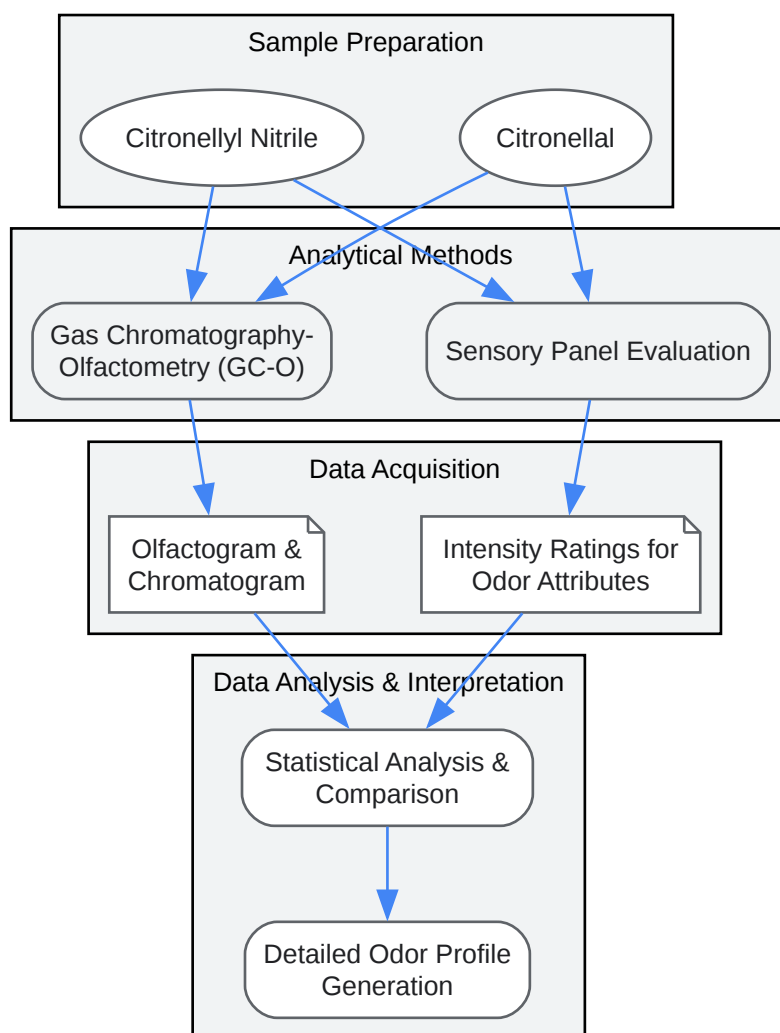 Sample Preparation
Citronellyl Nitrile
Citronellal
Analytical Methods
Gas Chromatography-
Olfactometry (GC-O)
Sensory Panel Evaluation
Data Acquisition
Olfactogram &
Chromatogram
Intensity Ratings for
Odor Attributes
Data Analysis & Interpretation
Statistical Analysis &
Comparison
Detailed Odor Profile
Generation